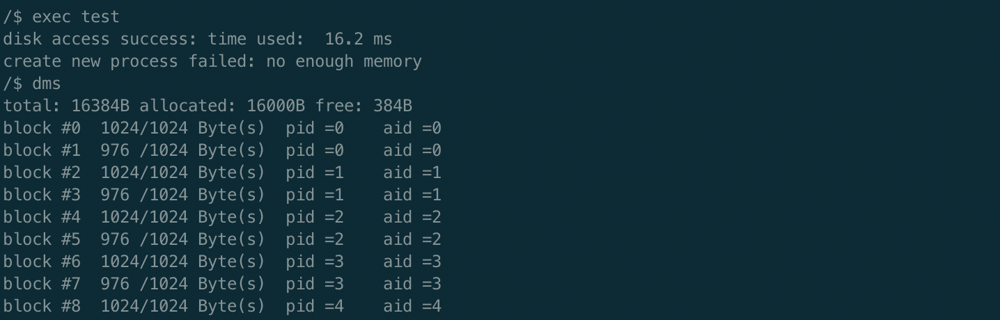 /$ exec test
disk access success: time used:  16.2 ms
create new process failed: no enough memory
/$ dms
total: 16384B allocated: 16000B free: 384B
block #0  1024/1024 Byte(s)  pid =0    aid =0
block #1  976 /1024 Byte(s)  pid =0    aid =0
block #2  1024/1024 Byte(s)  pid =1    aid =1
block #3  976 /1024 Byte(s)  pid =1    aid =1
block #4  1024/1024 Byte(s)  pid =2    aid =2
block #5  976 /1024 Byte(s)  pid =2    aid =2
block #6  1024/1024 Byte(s)  pid =3    aid =3
block #7  976 /1024 Byte(s)  pid =3    aid =3
block #8  1024/1024 Byte(s)  pid =4    aid =4